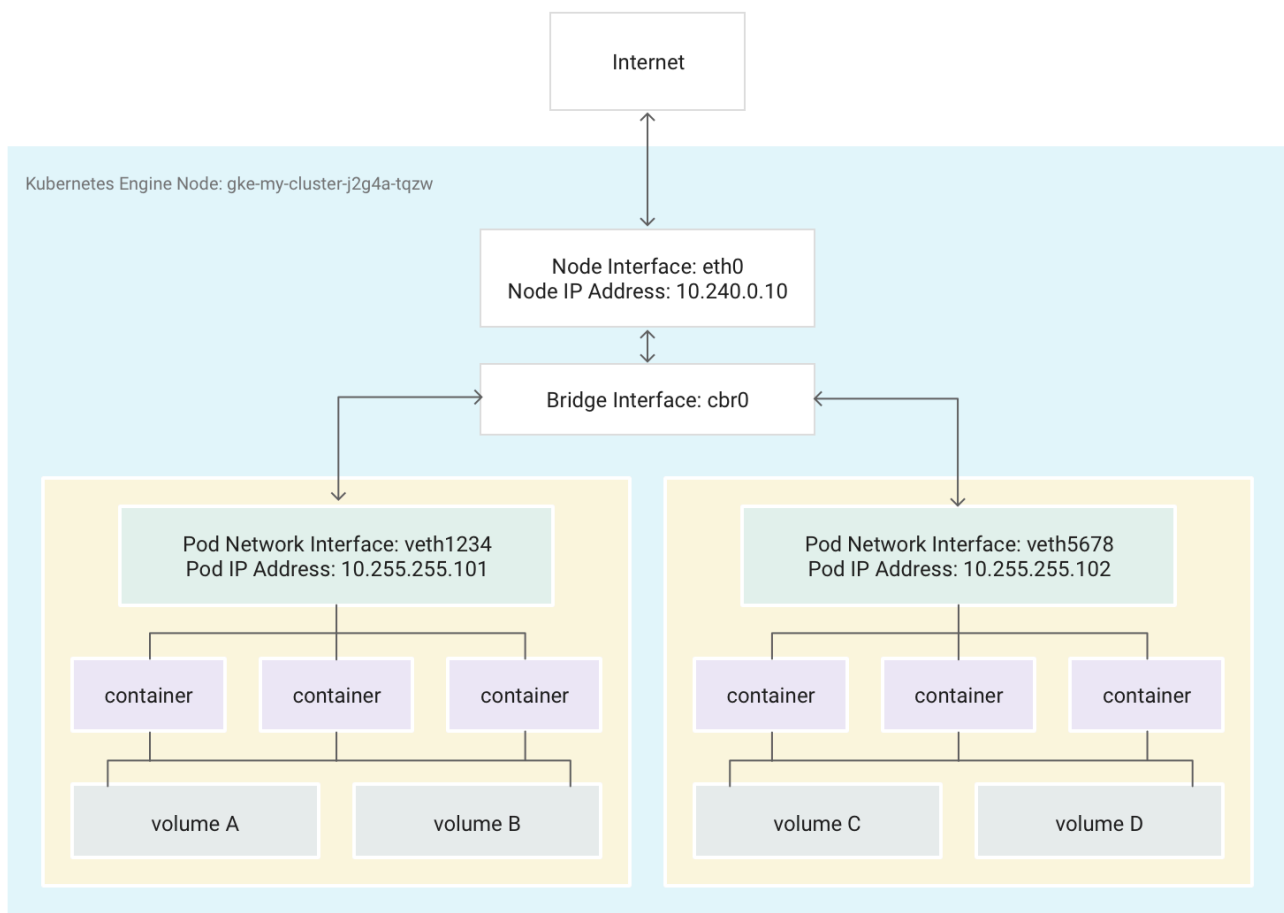 Internet
Kubernetes Engine Node: gke-my-cluster-j2g4a-tqzw
Node Interface: eth0
Node IP Address: 10.240.0.10
Bridge Interface: cbr0
Pod Network Interface: veth1234
Pod IP Address: 10.255.255.101
container
container
container
volume A
volume B
Pod Network Interface: veth5678
Pod IP Address: 10.255.255.102
container
container
container
volume C
volume D